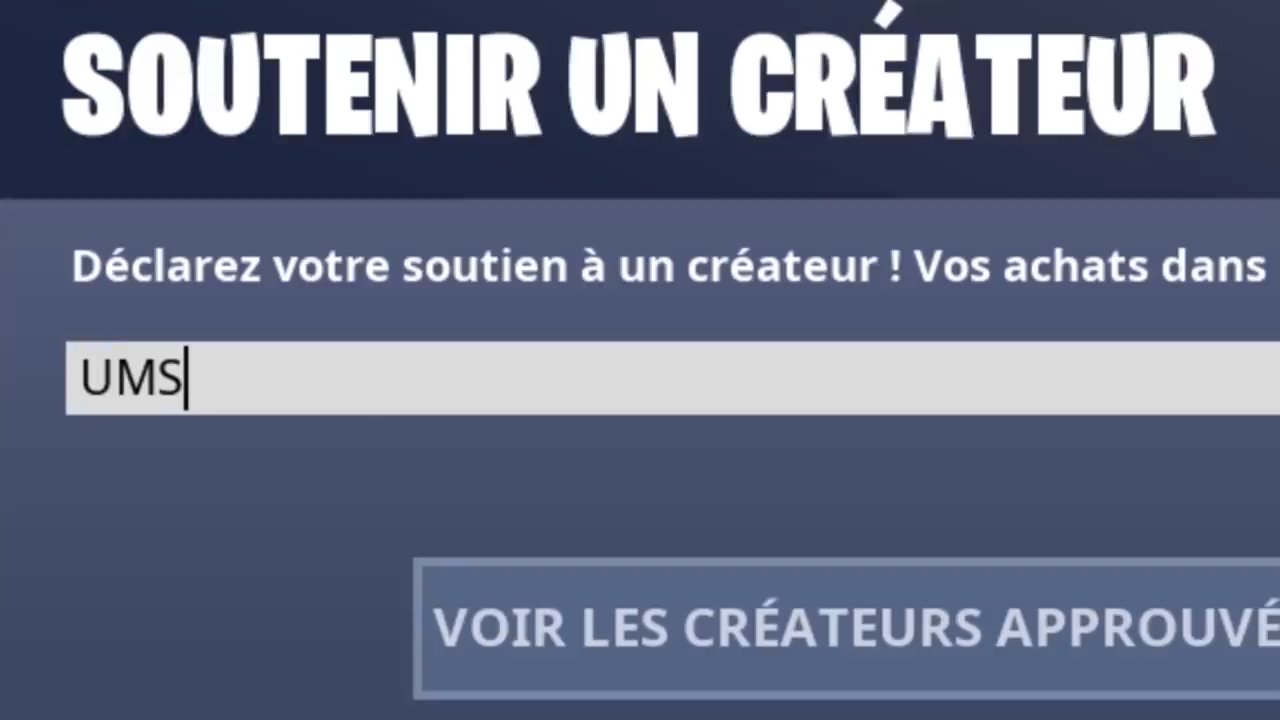 SOUTENIR UN CRÉATEUR
Déclarez votre soutien à un créateur ! Vos achats dans
UMS
VOIR LES CRÉATEURS APPROUVÉ